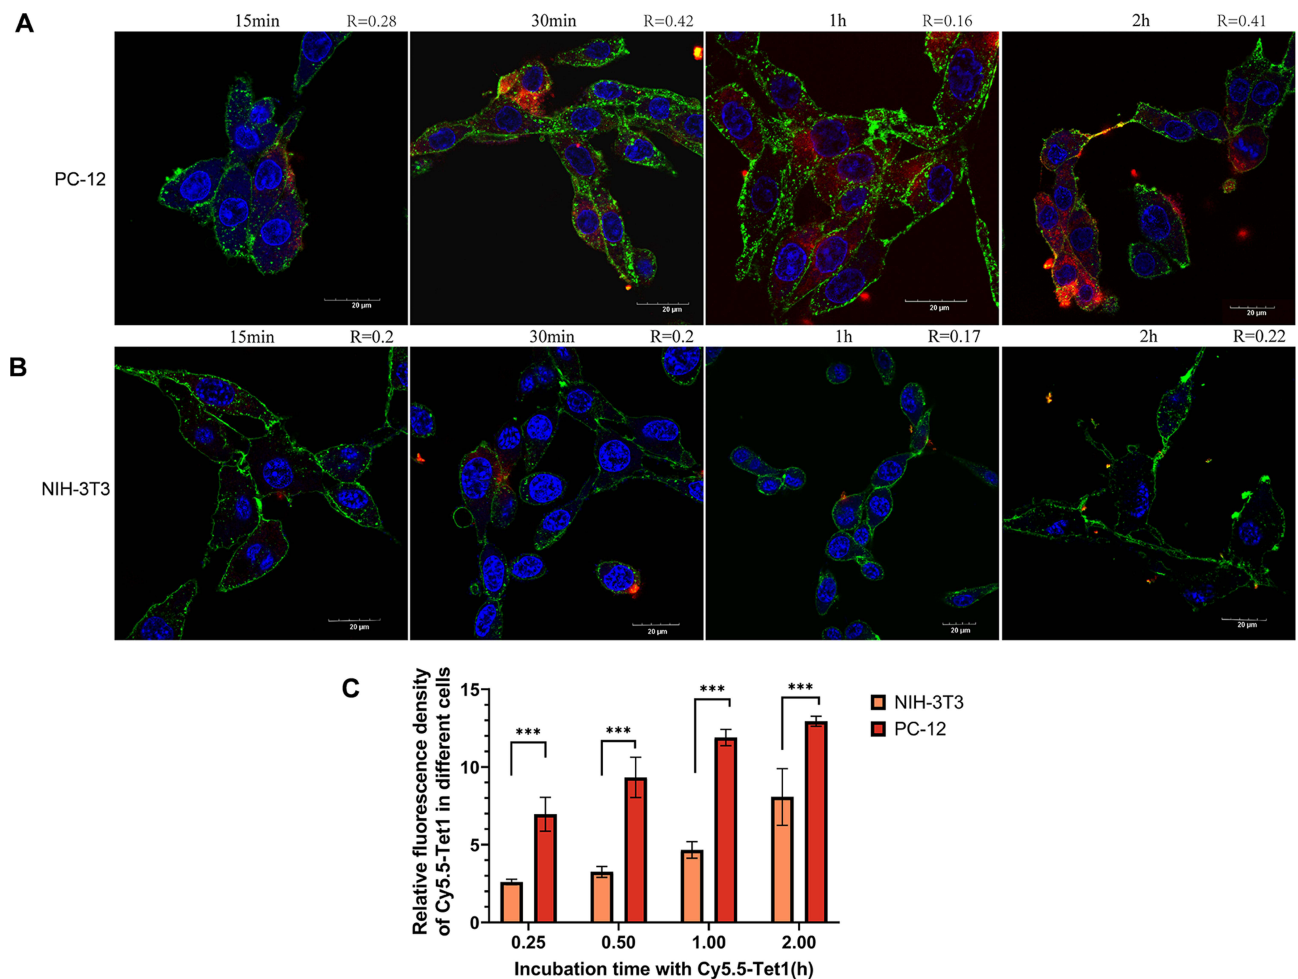 A
15min R=0.28 30min R=0.42 1h R=0.16 2h R=0.41
PC-12
20 μm 20 μm 20 μm 20 μm
15min R=0.2 30min R=0.2 1h R=0.17 2h R=0.22
B
NIH-3T3
20 μm 20 μm 20 μm 20 μm
C
Relative fluorescence density
of Cy5.5-Tet1 in different cells
15
10
5
0
*** *** *** ***
NIH-3T3
PC-12
0.25 0.50 1.00 2.00
Incubation time with Cy5.5-Tet1(h)